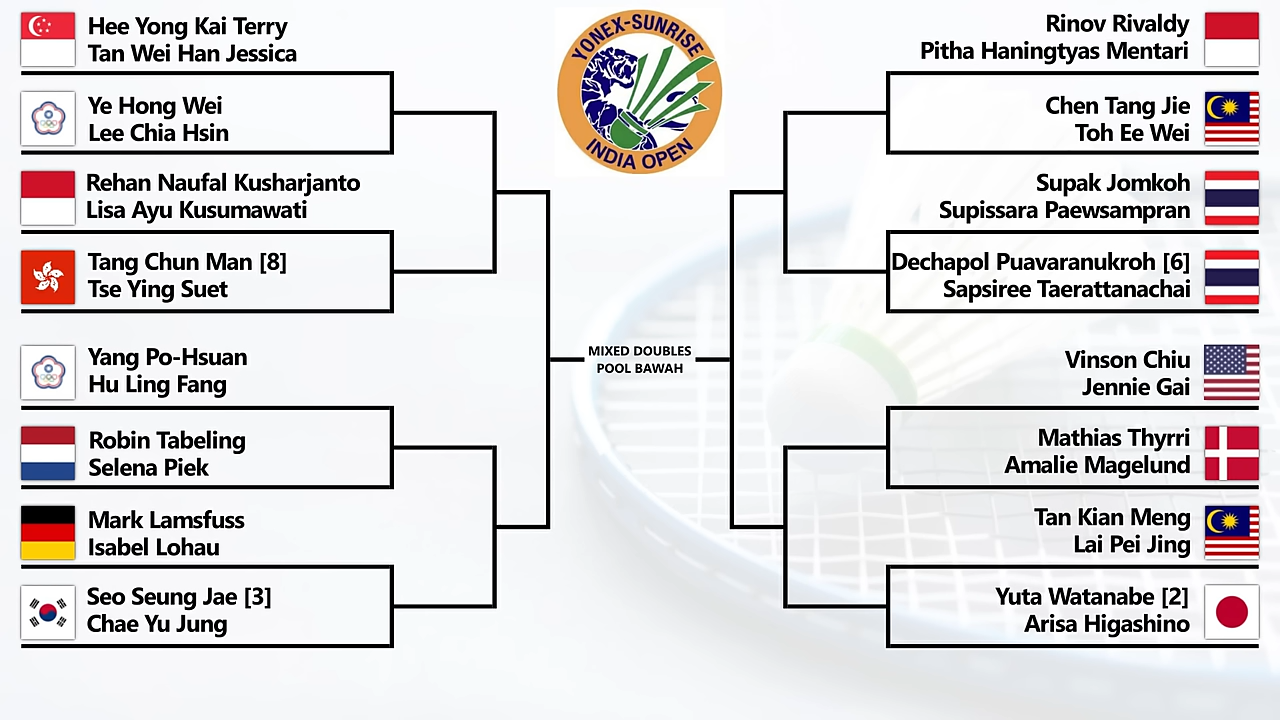 Hee Yong Kai Terry
Tan Wei Han Jessica
Ye Hong Wei
Lee Chia Hsin
Rehan Naufal Kusharjanto
Lisa Ayu Kusumawati
Tang Chun Man [8]
Tse Ying Suet
Yang Po-Hsuan
Hu Ling Fang
Robin Tabeling
Selena Piek
Mark Lamsfuss
Isabel Lohau
Seo Seung Jae [3]
Chae Yu Jung
YONEX-SUNRISE
INDIA OPEN
MIXED DOUBLES
POOL BAWAH
Rinov Rivaldy
Pitha Haningtyas Mentari
Chen Tang Jie
Toh Ee Wei
Supak Jomkoh
Supissara Paewsampran
Dechapol Puavaranukroh [6]
Sapsiree Taerattanachai
Vinson Chiu
Jennie Gai
Mathias Thyrri
Amalie Magelund
Tan Kian Meng
Lai Pei Jing
Yuta Watanabe [2]
Arisa Higashino